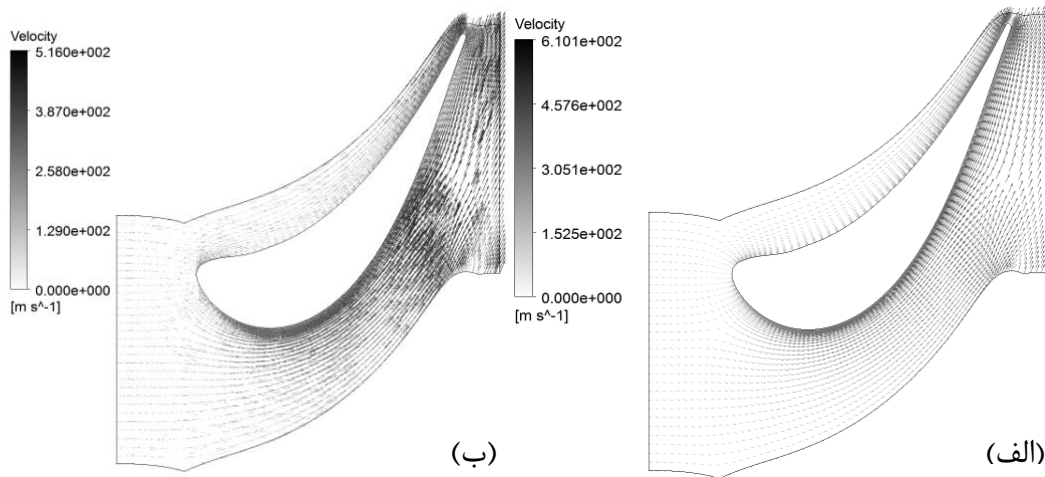 Velocity
5.160e+002
3.870e+002
2.580e+002
1.290e+002
0.000e+000
[m s^-1]
(ب)
Velocity
6.101e+002
4.576e+002
3.051e+002
1.525e+002
0.000e+000
[m s^-1]
(الف)